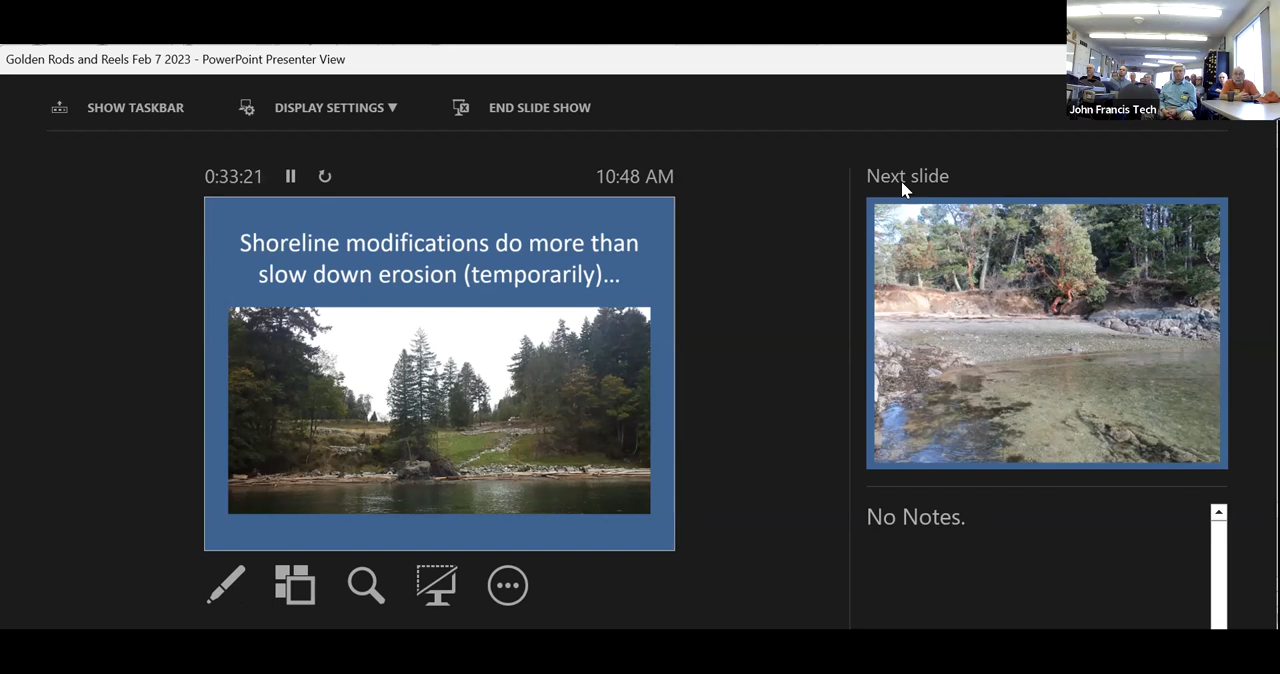 Golden Rods and Reels Feb 7 2023 - PowerPoint Presenter View
SHOW TASKBAR
DISPLAY SETTINGS ▼
END SLIDE SHOW
John Francis Tech
0:33:21
10:48 AM
Next slide
Shoreline modifications do more than
slow down erosion (temporarily)...
No Notes.